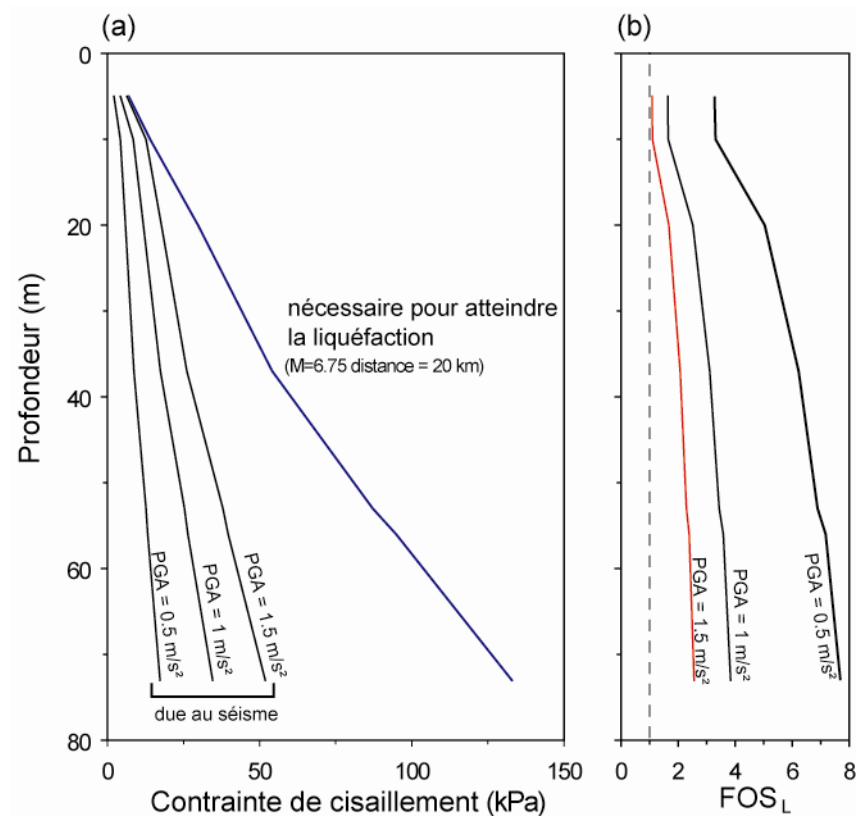 (a)
(b)
0
20
40
60
80
Profondeur (m)
nécessaire pour atteindre
la liquéfaction
(M=6.75 distance = 20 km)
PGA = 0.5 m/s²
PGA = 1 m/s²
PGA = 1.5 m/s²
due au séisme
0
50
100
150
Contrainte de cisaillement (kPa)
PGA = 1.5 m/s²
PGA = 1 m/s²
PGA = 0.5 m/s²
0
2
4
6
8
FOS L